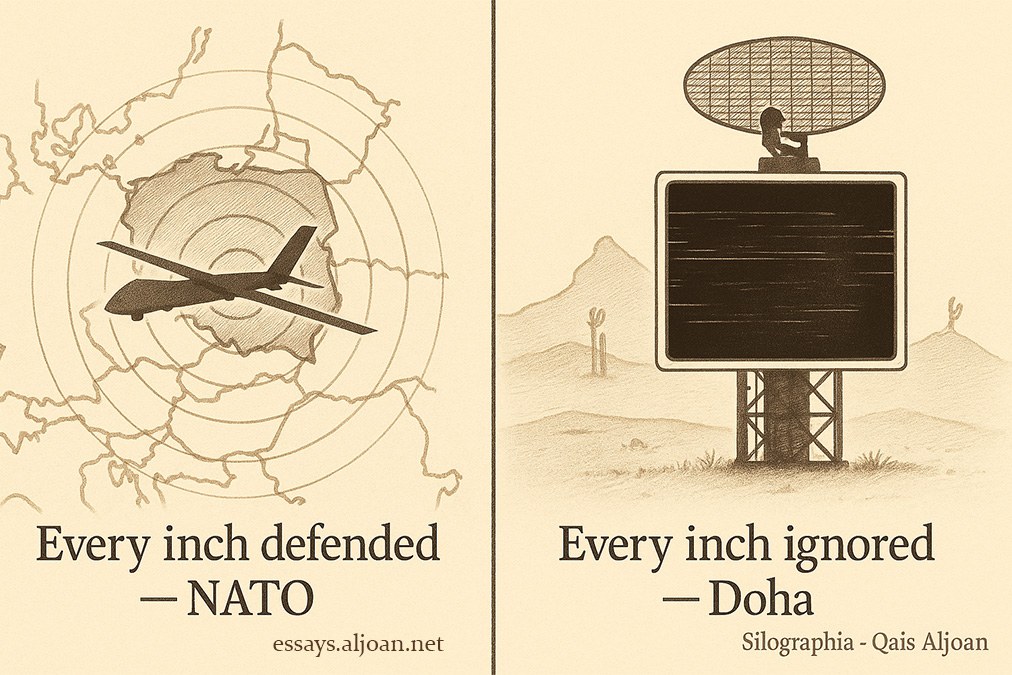 Every inch defended
— NATO
essays.aljoan.net
Every inch ignored
— Doha
Silographia - Qais Aljoan